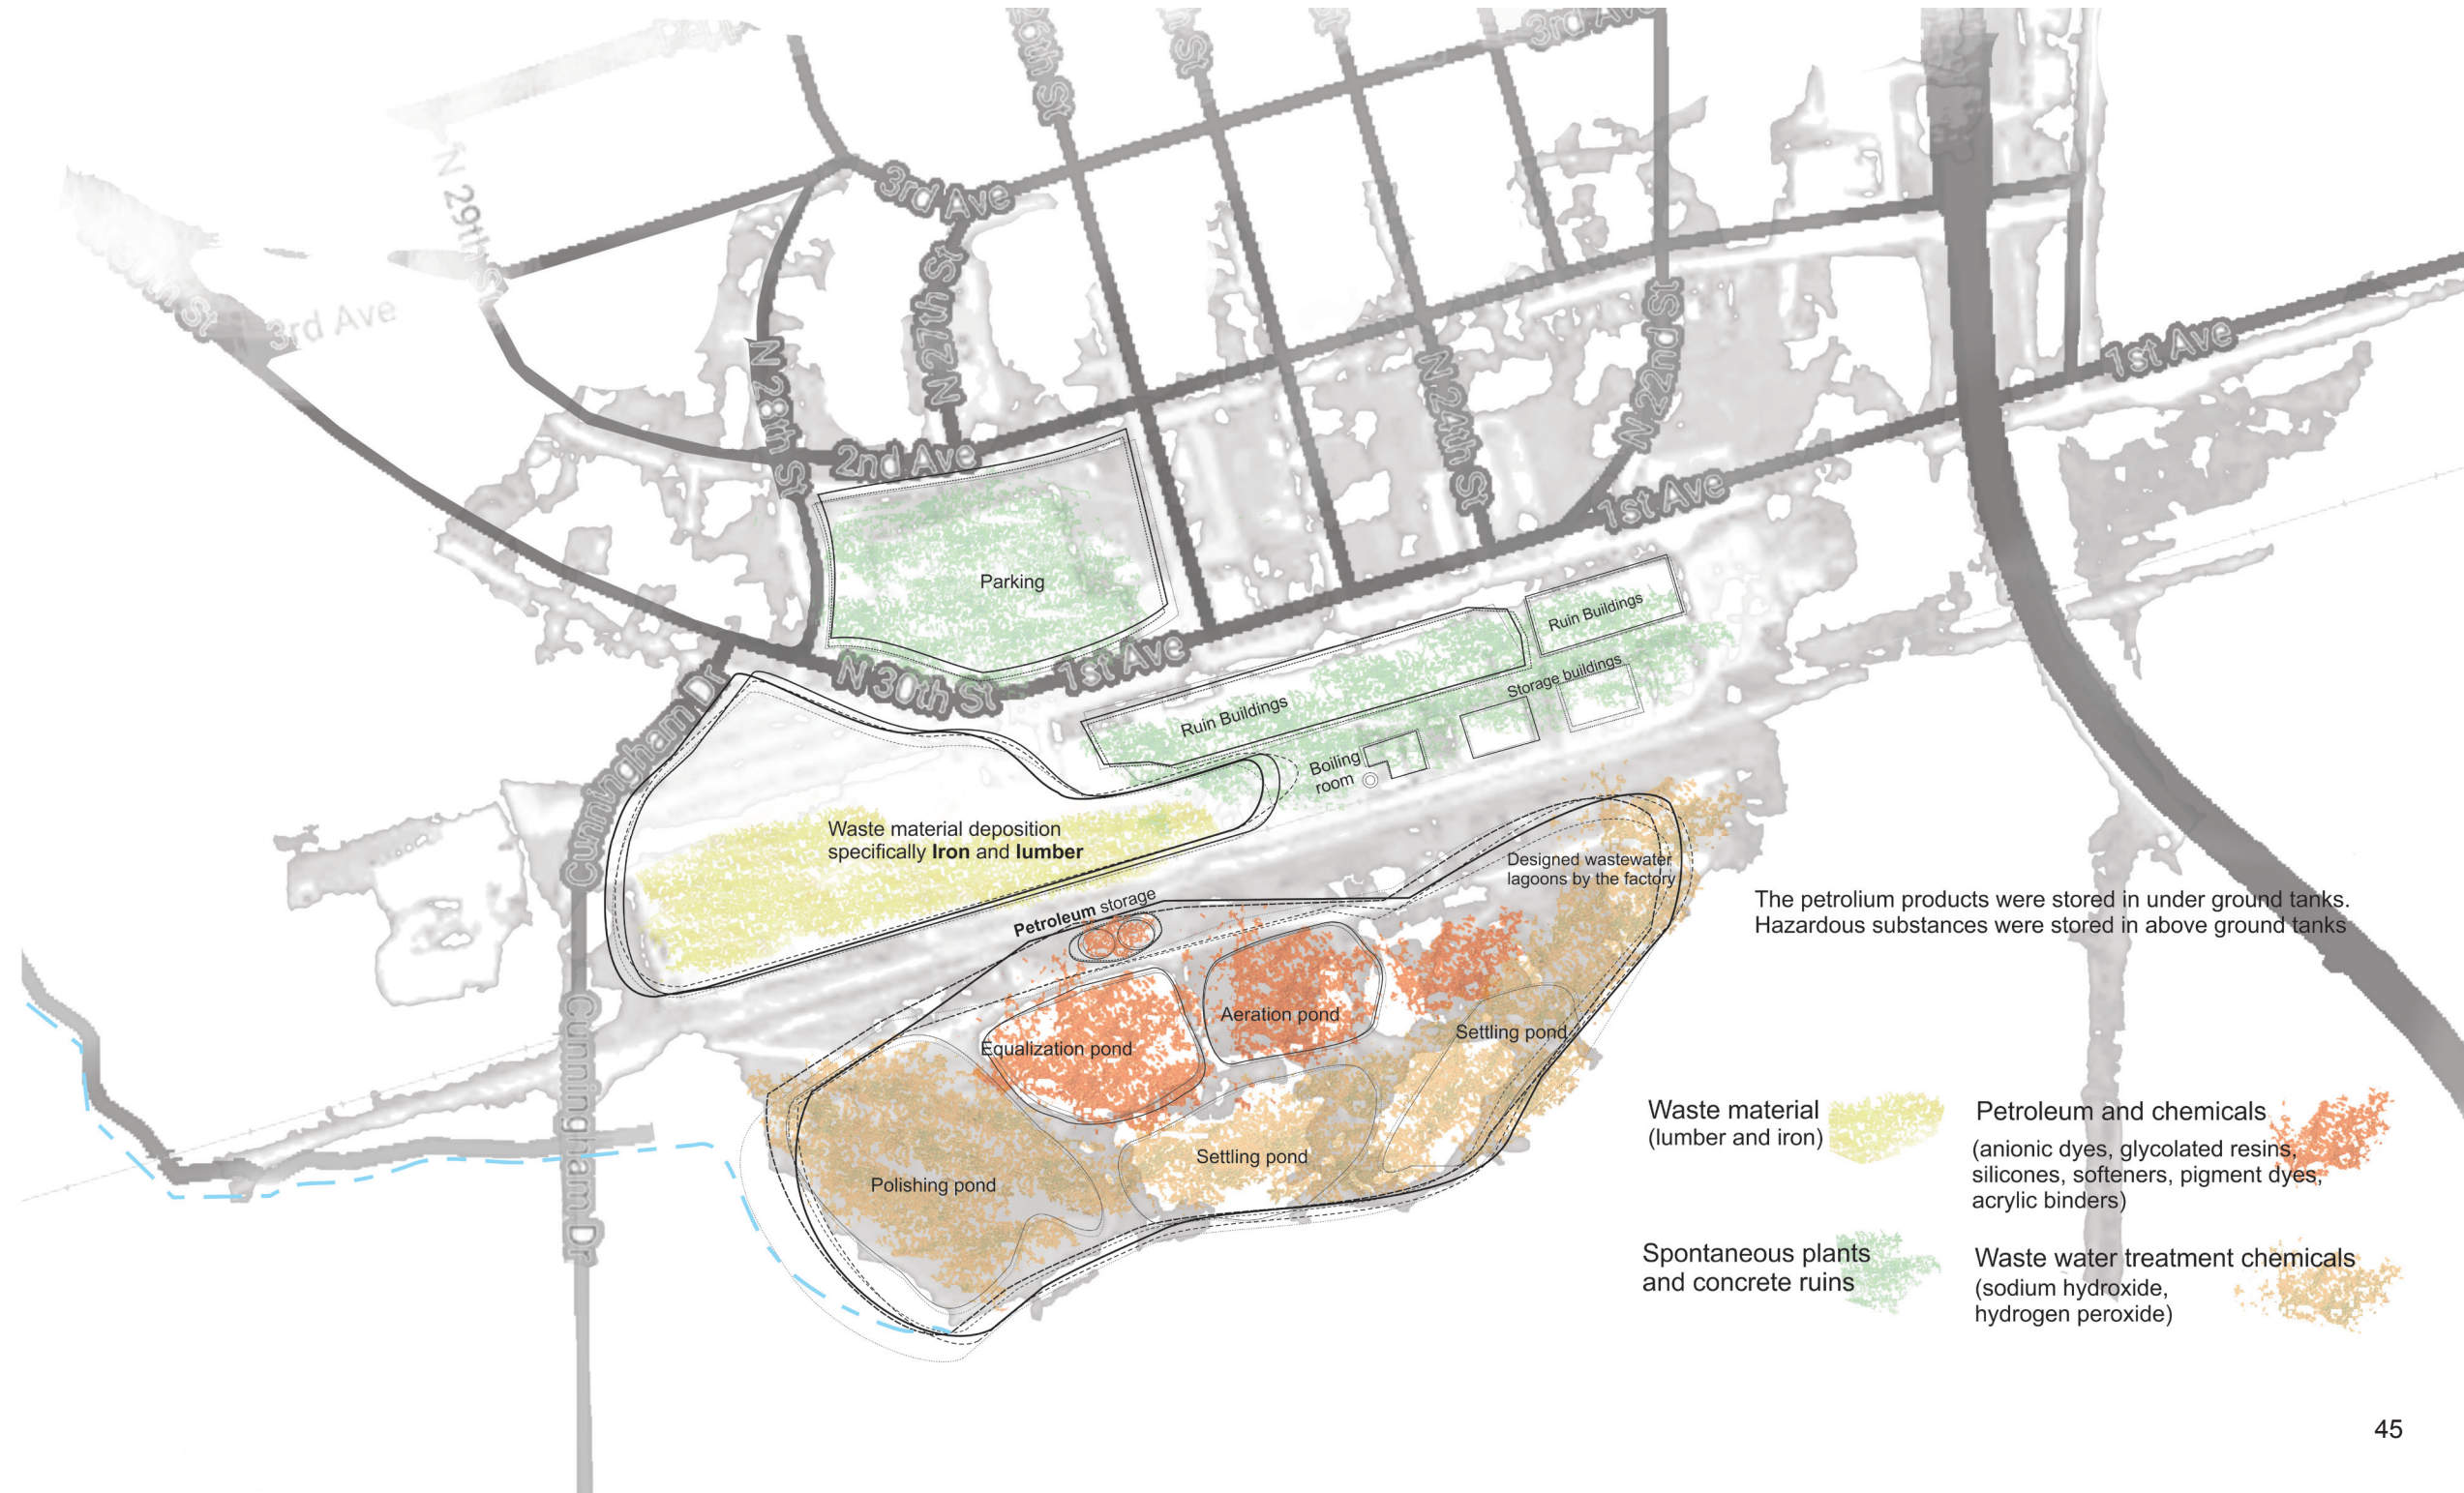 26th St
3rd Ave
N 29th St
3rd Ave
30th St
3rd Ave
N 27th St
N 28th St
N 22nd St
N 24th St
1st Ave
2nd Ave
1st Ave
Parking
1st Ave
N 30th St
Cunningham Dr
Ruin Buildings
Storage buildings
Ruin Buildings
Boiling
room
Waste material deposition
specifically Iron and lumber
Petroleum storage
Designed wastewater
lagoons by the factory
The petrolium products were stored in under ground tanks.
Hazardous substances were stored in above ground tanks
Aeration pond
Equalization pond
Settling pond
Settling pond
Polishing pond
Cunningham Dr
Waste material
(lumber and iron)
Petroleum and chemicals
(anionic dyes, glycolated resins,
silicones, softeners, pigment dyes,
acrylic binders)
Spontaneous plants
and concrete ruins
Waste water treatment chemicals
(sodium hydroxide,
hydrogen peroxide)
45